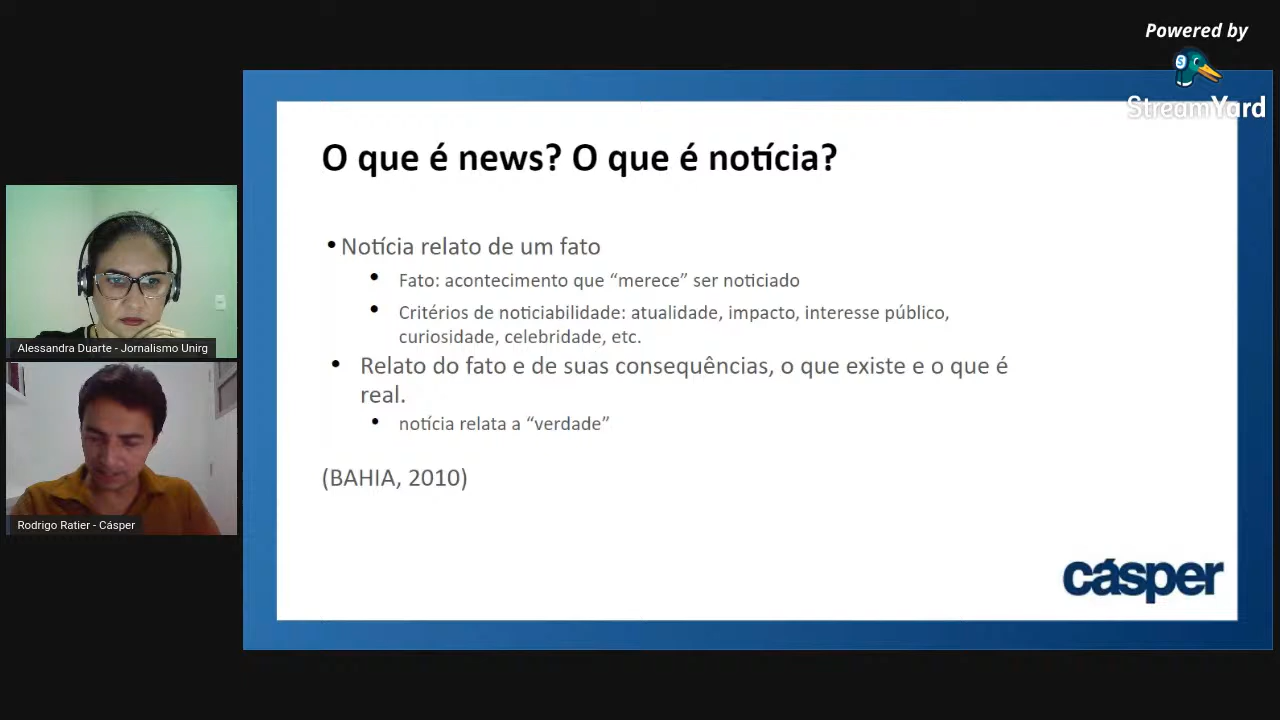 Powered by
StreamYard
O que é news? O que é notícia?
• Notícia relato de um fato
• Fato: acontecimento que “merece” ser noticiado
• Critérios de noticiabilidade: atualidade, impacto, interesse público,
curiosidade, celebridade, etc.
• Relato do fato e de suas consequências, o que existe e o que é
real.
• notícia relata a “verdade”
(BAHIA, 2010)
cásper
Alessandra Duarte - Jornalismo Unirg
Rodrigo Ratier - Cásper